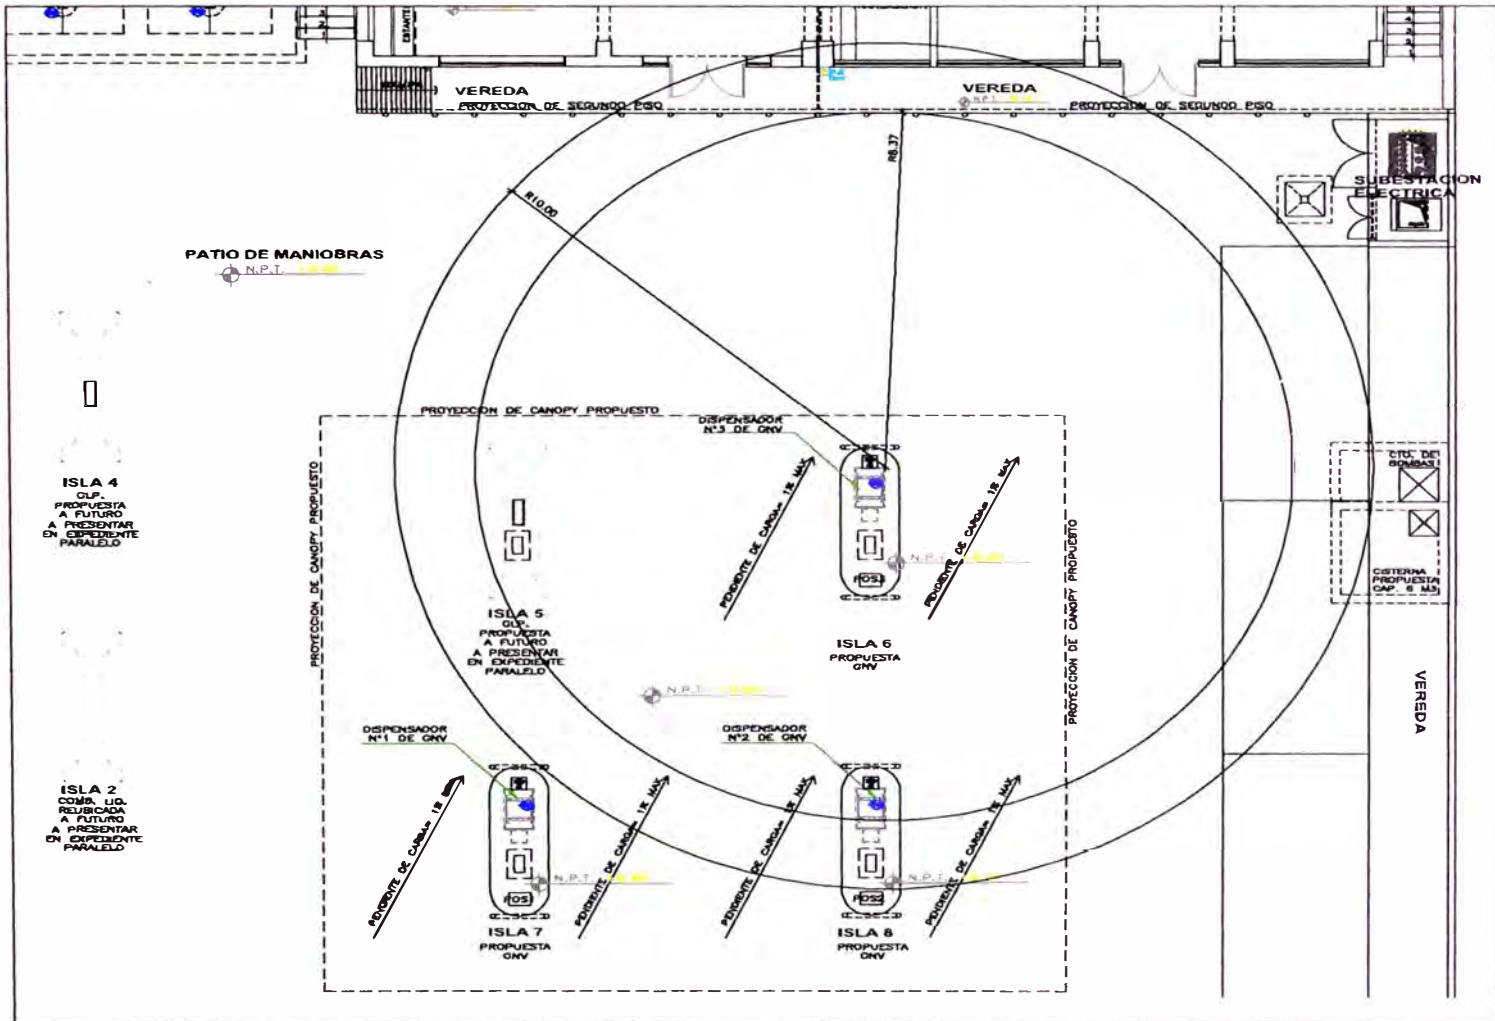 VEREDA
PROYECCION DE SEGUNDO PISO
VEREDA
N.P.T.
PROYECCION DE SEGUNDO PISO
R8.37
R10.00
SUBESTACION
ELECTRICA
PATIO DE MANIOBRAS
N.P.T.
PROYECCION DE CANOPY PROPUESTO
DISPENSADOR
N°3 DE GNV
PROYECCION DE CANOPY PROPUESTO
PENDIENTE DE CARGA= 1% MAX
PENDIENTE DE CARGA= 1% MAX
CTO. DE
BOMBAS
ISLA 4
GLP.
PROPUESTA
A FUTURO
A PRESENTAR
EN EXPEDIENTE
PARALELO
N.P.T.
POS3
CISTERNA
PROPUESTA
CAP. 6 M3
PROYECCION DE CANOPY PROPUESTO
ISLA 5
GLP.
PROPUESTA
A FUTURO
A PRESENTAR
EN EXPEDIENTE
PARALELO
ISLA 6
PROPUESTA
GNV
N.P.T.
VEREDA
DISPENSADOR
N°1 DE GNV
DISPENSADOR
N°2 DE GNV
ISLA 2
COMB. LIQ.
REUBICADA
A FUTURO
A PRESENTAR
EN EXPEDIENTE
PARALELO
PENDIENTE DE CARGA= 1%
PENDIENTE DE CARGA= 1% MAX
PENDIENTE DE CARGA= 1% MAX
PENDIENTE DE CARGA= 1% MAX
N.P.T.
N.P.T.
POS1
POS2
ISLA 7
PROPUESTA
GNV
ISLA 8
PROPUESTA
GNV